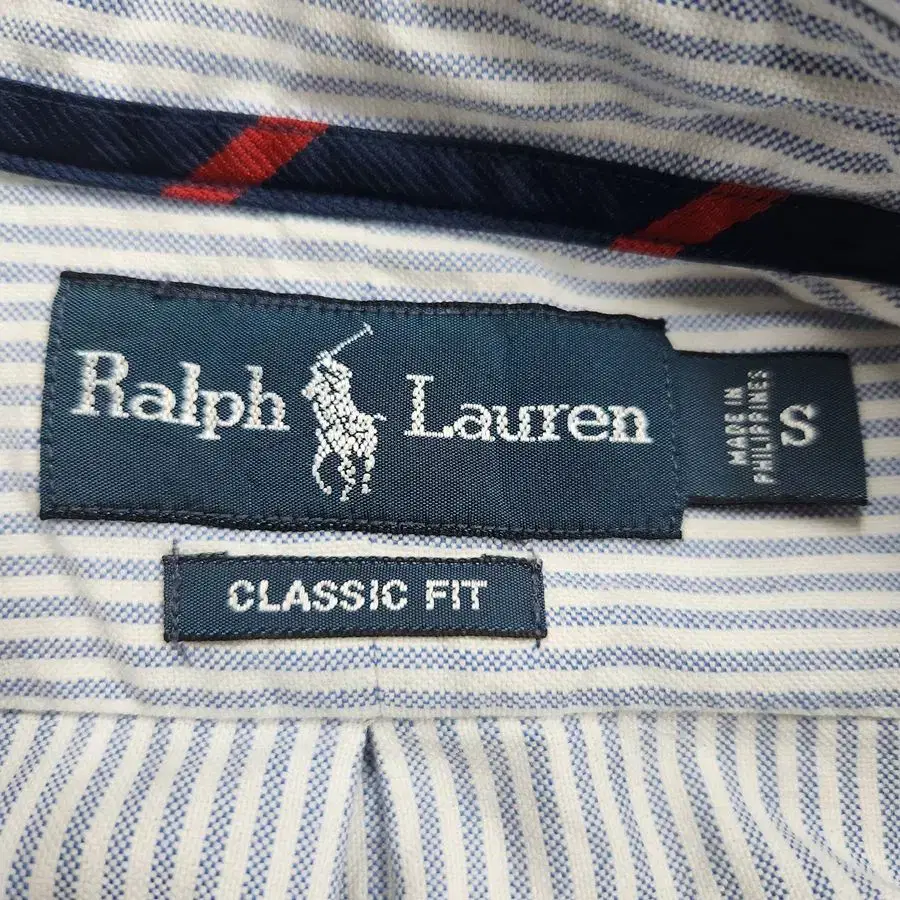 Ralph Lauren
MADE IN
PHILIPPINES
S
CLASSIC FIT